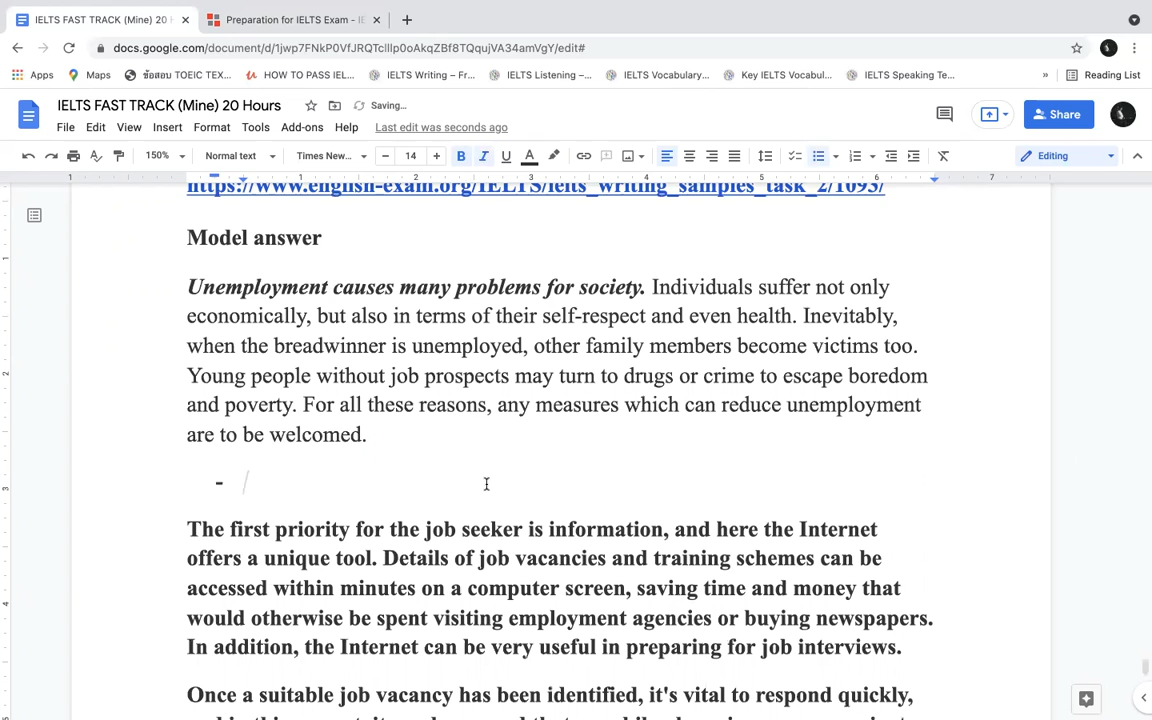 IELTS FAST TRACK (Mine) 20 H
Preparation for IELTS Exam - IE
docs.google.com/document/d/1jwp7FNkP0VfJRQTclllp0oAkqZBf8TQqujVA34amVgY/edit#
Apps Maps ข้อสอบ TOEIC TEX... HOW TO PASS IEL... IELTS Writing – Fr... IELTS Listening –... IELTS Vocabulary... Key IELTS Vocabul... IELTS Speaking Te... » Reading List
IELTS FAST TRACK (Mine) 20 Hours Saving...
File Edit View Insert Format Tools Add-ons Help Last edit was seconds ago
Share
150% Normal text Times New... 14 B I U A Editing
1 1 2 3 4 5 6 7
https://www.english-exam.org/IELTS/ielts_writing_samples_task_2/1093/
Model answer
Unemployment causes many problems for society. Individuals suffer not only
economically, but also in terms of their self-respect and even health. Inevitably,
when the breadwinner is unemployed, other family members become victims too.
Young people without job prospects may turn to drugs or crime to escape boredom
and poverty. For all these reasons, any measures which can reduce unemployment
are to be welcomed.
-
The first priority for the job seeker is information, and here the Internet
offers a unique tool. Details of job vacancies and training schemes can be
accessed within minutes on a computer screen, saving time and money that
would otherwise be spent visiting employment agencies or buying newspapers.
In addition, the Internet can be very useful in preparing for job interviews.
Once a suitable job vacancy has been identified, it's vital to respond quickly,